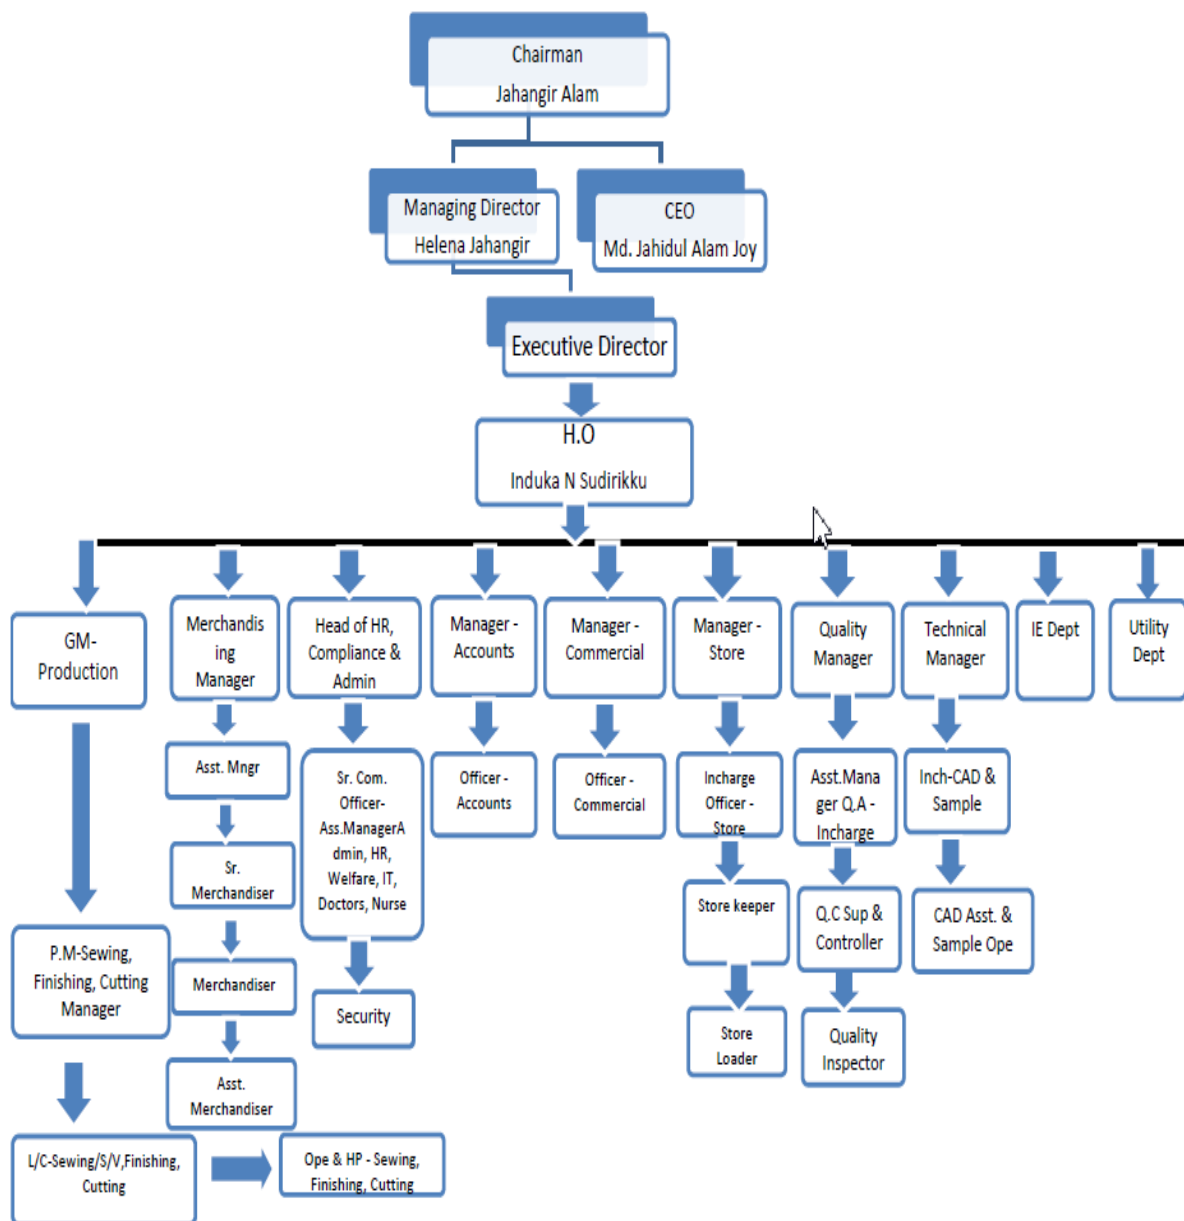 Chairman
Jahangir Alam
Managing Director
Helena Jahangir
CEO
Md. Jahidul Alam Joy
Executive Director
H.O
Induka N Sudirikku
GM-
Production
Merchandis
ing
Manager
Head of HR,
Compliance &
Admin
Manager -
Accounts
Manager -
Commercial
Manager -
Store
Quality
Manager
Technical
Manager
IE Dept
Utility
Dept
Asst. Mngr
Sr. Com.
Officer-
Ass.ManagerA
dmin, HR,
Welfare, IT,
Doctors, Nurse
Officer -
Accounts
Officer -
Commercial
Incharge
Officer -
Store
Asst.Mana
ger Q.A -
Incharge
Inch-CAD &
Sample
Sr.
Merchandiser
Store keeper
Q.C Sup &
Controller
CAD Asst. &
Sample Ope
P.M-Sewing,
Finishing, Cutting
Manager
Merchandiser
Security
Store
Loader
Quality
Inspector
Asst.
Merchandiser
L/C-Sewing/S/V,Finishing,
Cutting
Ope & HP - Sewing,
Finishing, Cutting